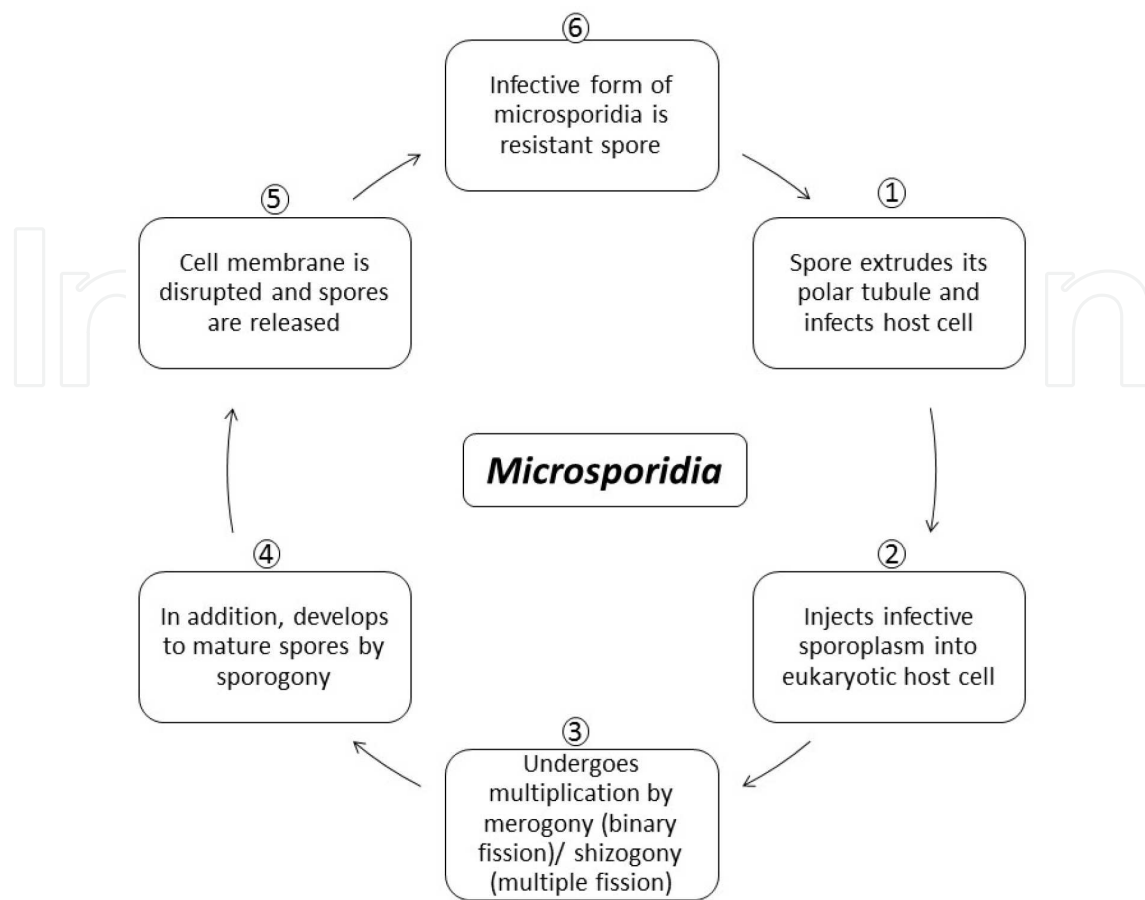 ⑥
Infective form of
microsporidia is
resistant spore
①
Spore extrudes its
polar tubule and
infects host cell
②
Injects infective
sporoplasm into
eukaryotic host cell
③
Undergoes
multiplication by
merogony (binary
fission)/ shizogony
(multiple fission)
④
In addition, develops
to mature spores by
sporogony
⑤
Cell membrane is
disrupted and spores
are released
Microsporidia